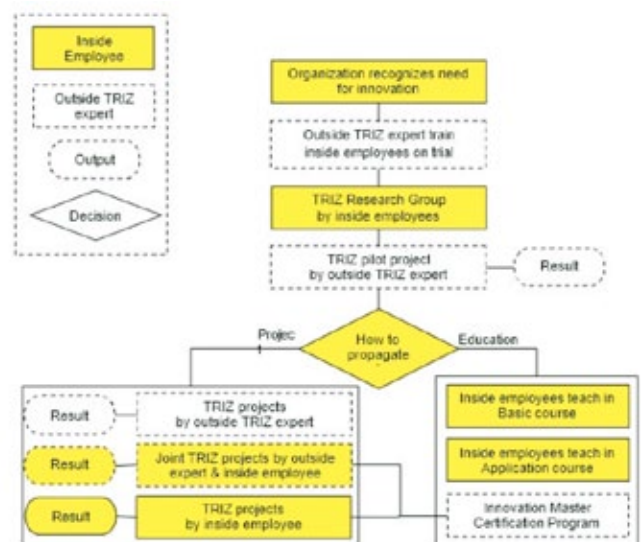 Inside
Employee
Outside TRIZ
expert
Output
Decision
Organization recognizes need
for innovation
Outside TRIZ expert train
inside employees on trial
TRIZ Research Group
by inside employees
TRIZ pilot project
by outside TRIZ expert
Result
How to
propagate
Projec
Education
Result
TRIZ projects
by outside TRIZ expert
Result
Joint TRIZ projects by outside
expert & inside employee
Result
TRIZ projects
by inside employee
Inside employees teach in
Basic course
Inside employees teach in
Application course
Innovation Master
Certification Program